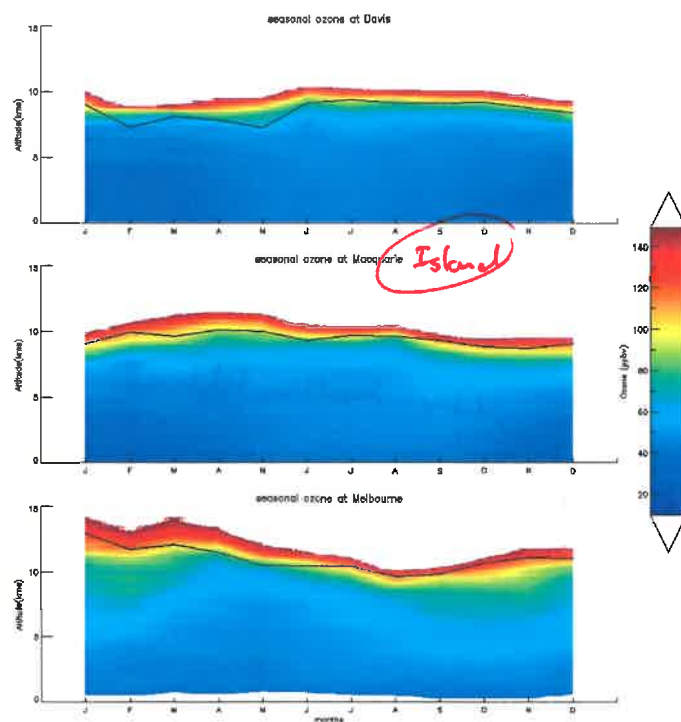 seasonal ozone at Davis
15
10
5
0
Altitude(kms)
J F M A M J J A S O N D
seasonal ozone at Macquarie Island
15
10
5
0
Altitude(kms)
J F M A M J J A S O N D
seasonal ozone at Melbourne
15
10
5
0
Altitude(kms)
J F M A M J J A S O N D
months
140
120
100
80
60
40
20
Ozone (ppbv)